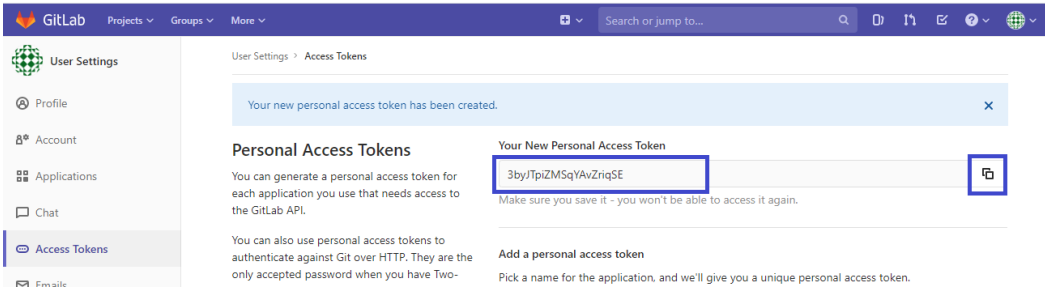 GitLab Projects Groups More Search or jump to...
User Settings
Profile
Account
Applications
Chat
Access Tokens
Emails
User Settings > Access Tokens
Your new personal access token has been created.
Personal Access Tokens
You can generate a personal access token for
each application you use that needs access to
the GitLab API.
You can also use personal access tokens to
authenticate against Git over HTTP. They are the
only accepted password when you have Two-
Your New Personal Access Token
3byJTpiZMSqYAvZriqSE
Make sure you save it - you won't be able to access it again.
Add a personal access token
Pick a name for the application, and we'll give you a unique personal access token.